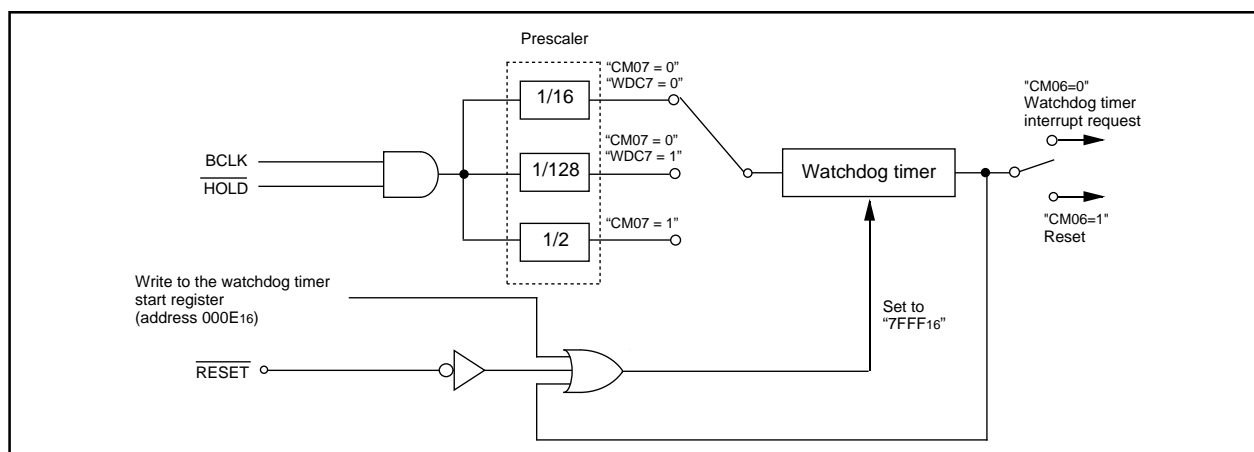 Prescaler
“CM07 = 0”
“WDC7 = 0”
1/16
"CM06=0"
Watchdog timer
interrupt request
BCLK
HOLD
“CM07 = 0”
“WDC7 = 1”
1/128
Watchdog timer
“CM07 = 1”
1/2
"CM06=1"
Reset
Write to the watchdog timer
start register
(address 000E16)
Set to
“7FFF16”
RESET